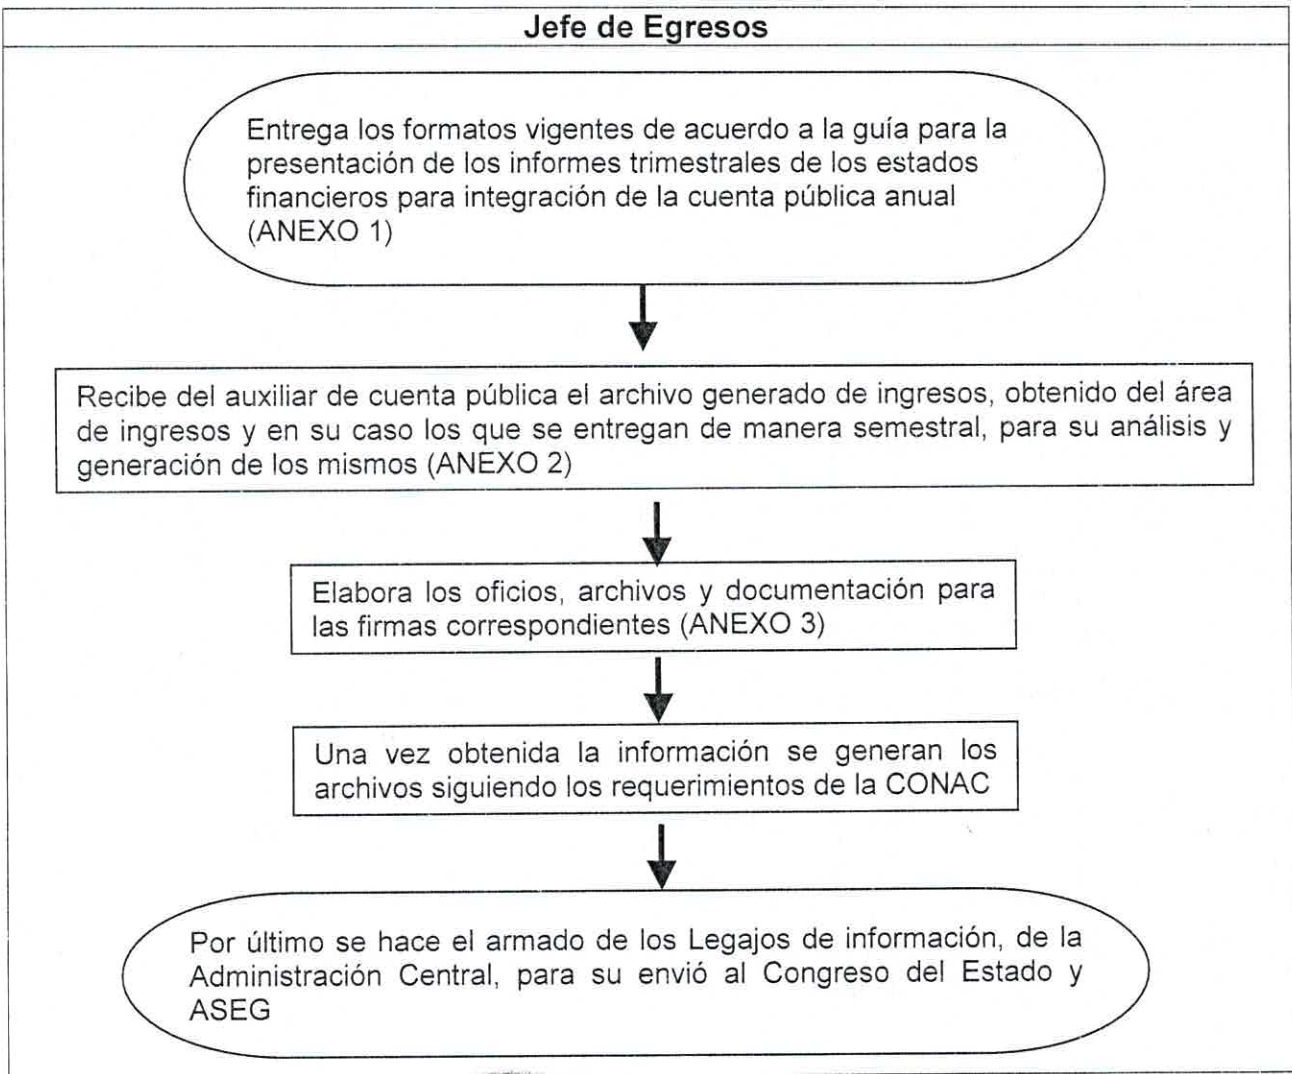 Jefe de Egresos
Entrega los formatos vigentes de acuerdo a la guía para la
presentación de los informes trimestrales de los estados
financieros para integración de la cuenta pública anual
(ANEXO 1)
Recibe del auxiliar de cuenta pública el archivo generado de ingresos, obtenido del área
de ingresos y en su caso los que se entregan de manera semestral, para su análisis y
generación de los mismos (ANEXO 2)
Elabora los oficios, archivos y documentación para
las firmas correspondientes (ANEXO 3)
Una vez obtenida la información se generan los
archivos siguiendo los requerimientos de la CONAC
Por último se hace el armado de los Legajos de información, de la
Administración Central, para su envió al Congreso del Estado y
ASEG